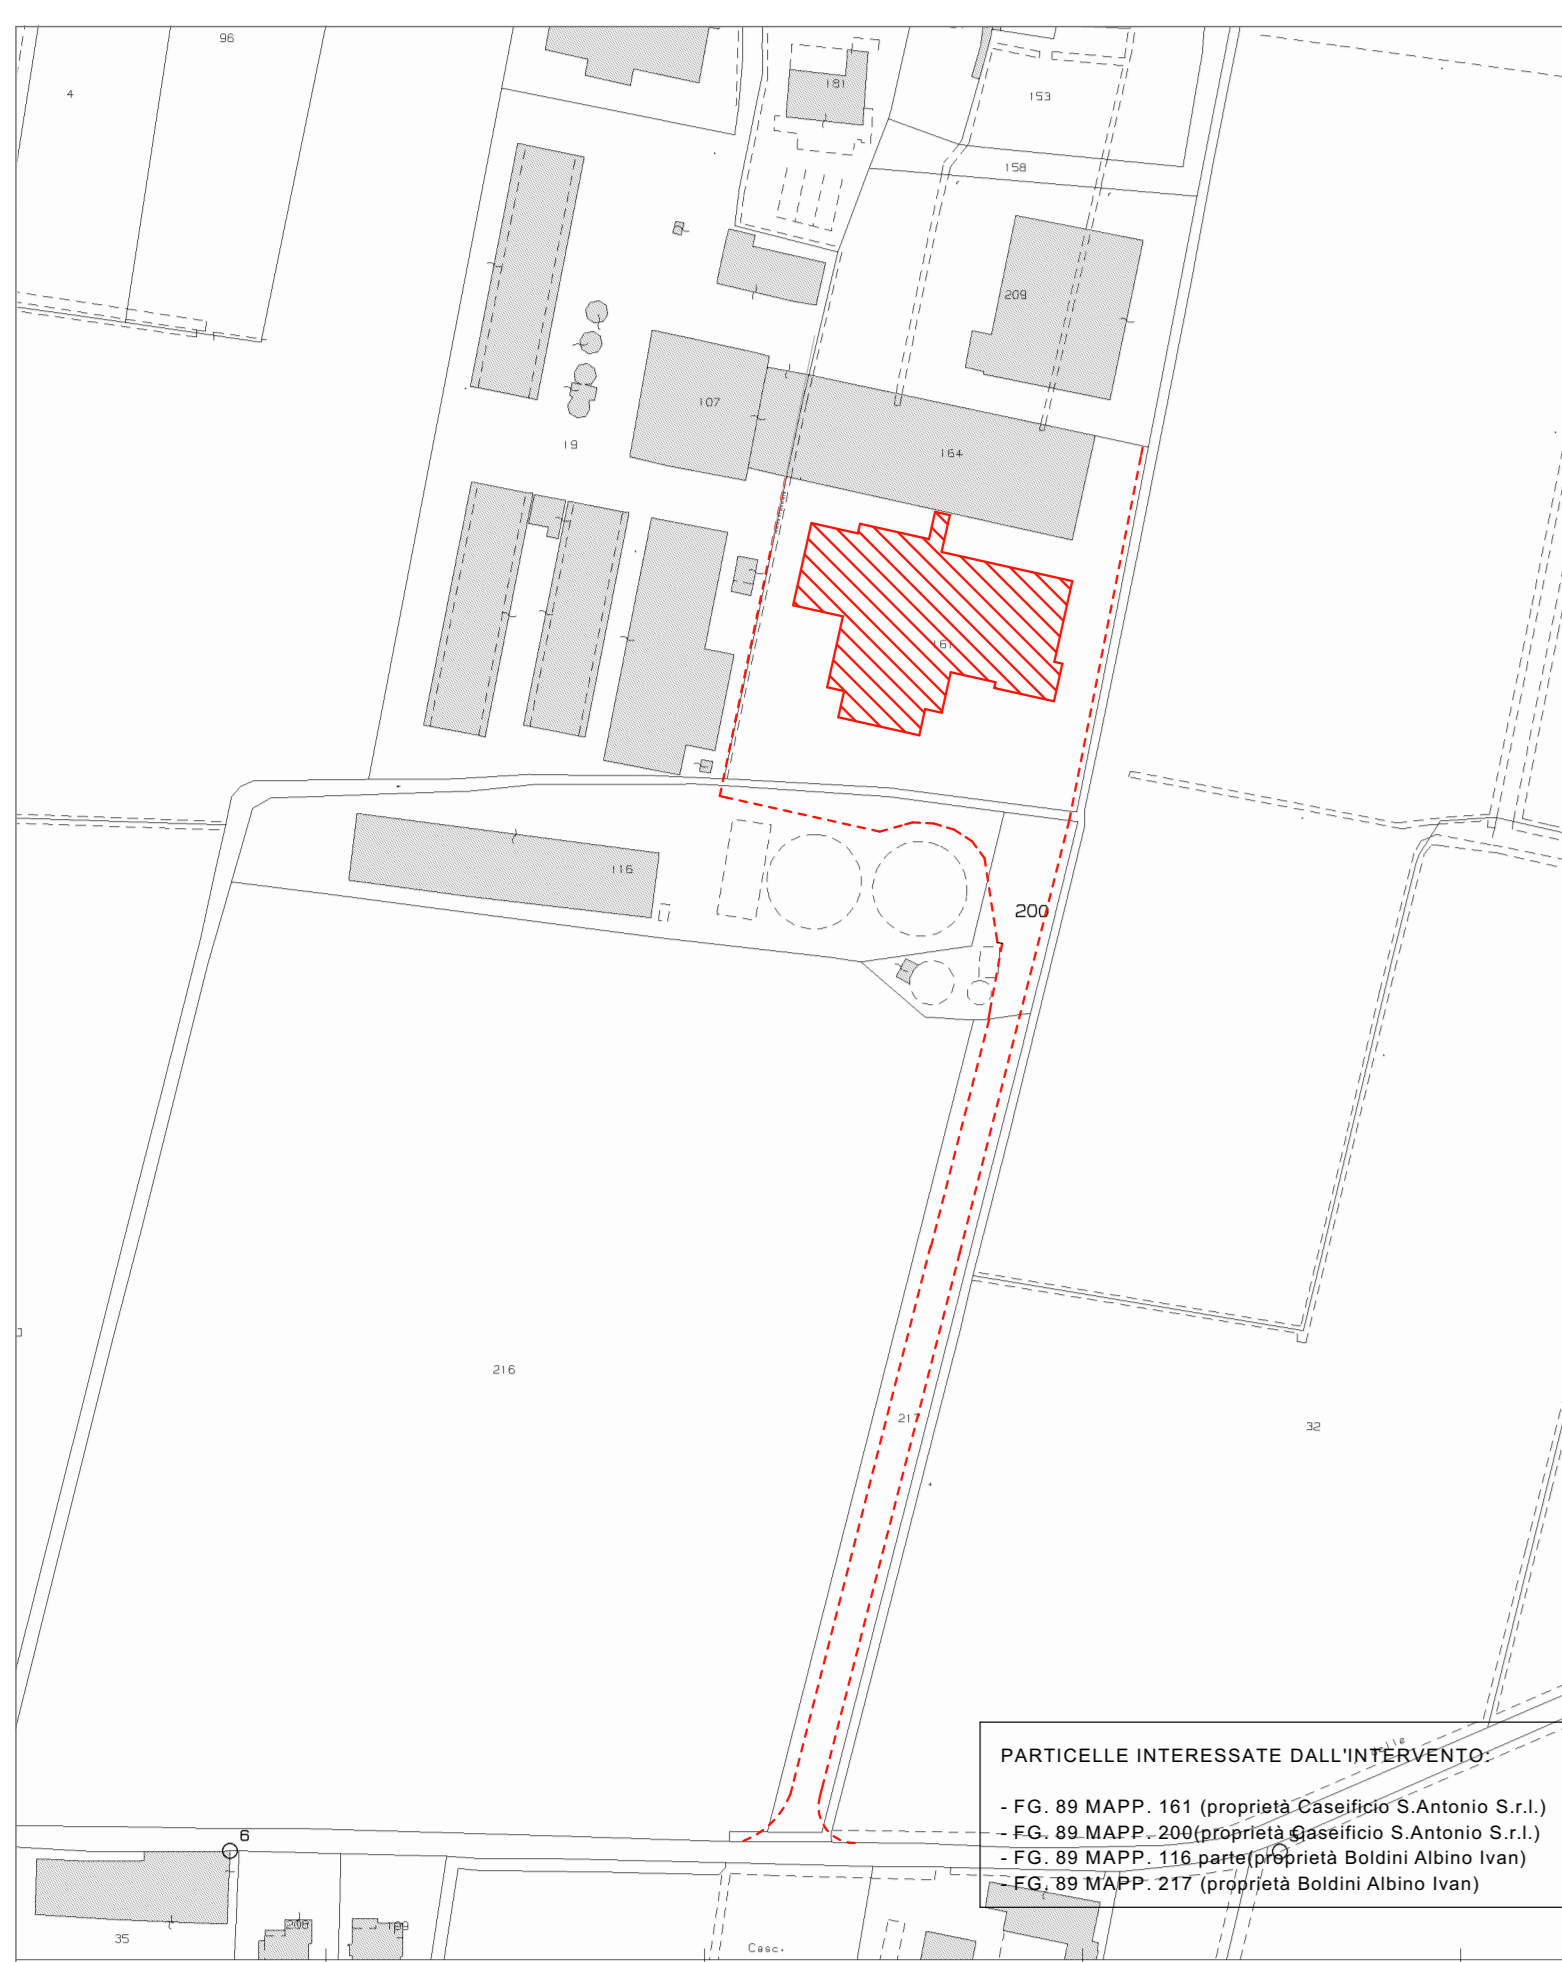 96
4
181
153
158
209
107
19
164
161
116
200
216
217
32
delle
PARTICELLE INTERESSATE DALL'INTERVENTO:
- FG. 89 MAPP. 161 (proprietà Caseificio S.Antonio S.r.l.)
- FG. 89 MAPP. 200(proprietà Caseificio S.Antonio S.r.l.)
- FG. 89 MAPP. 116 parte(proprietà Boldini Albino Ivan)
- FG. 89 MAPP. 217 (proprietà Boldini Albino Ivan)
6
5
208
199
35
Casc.